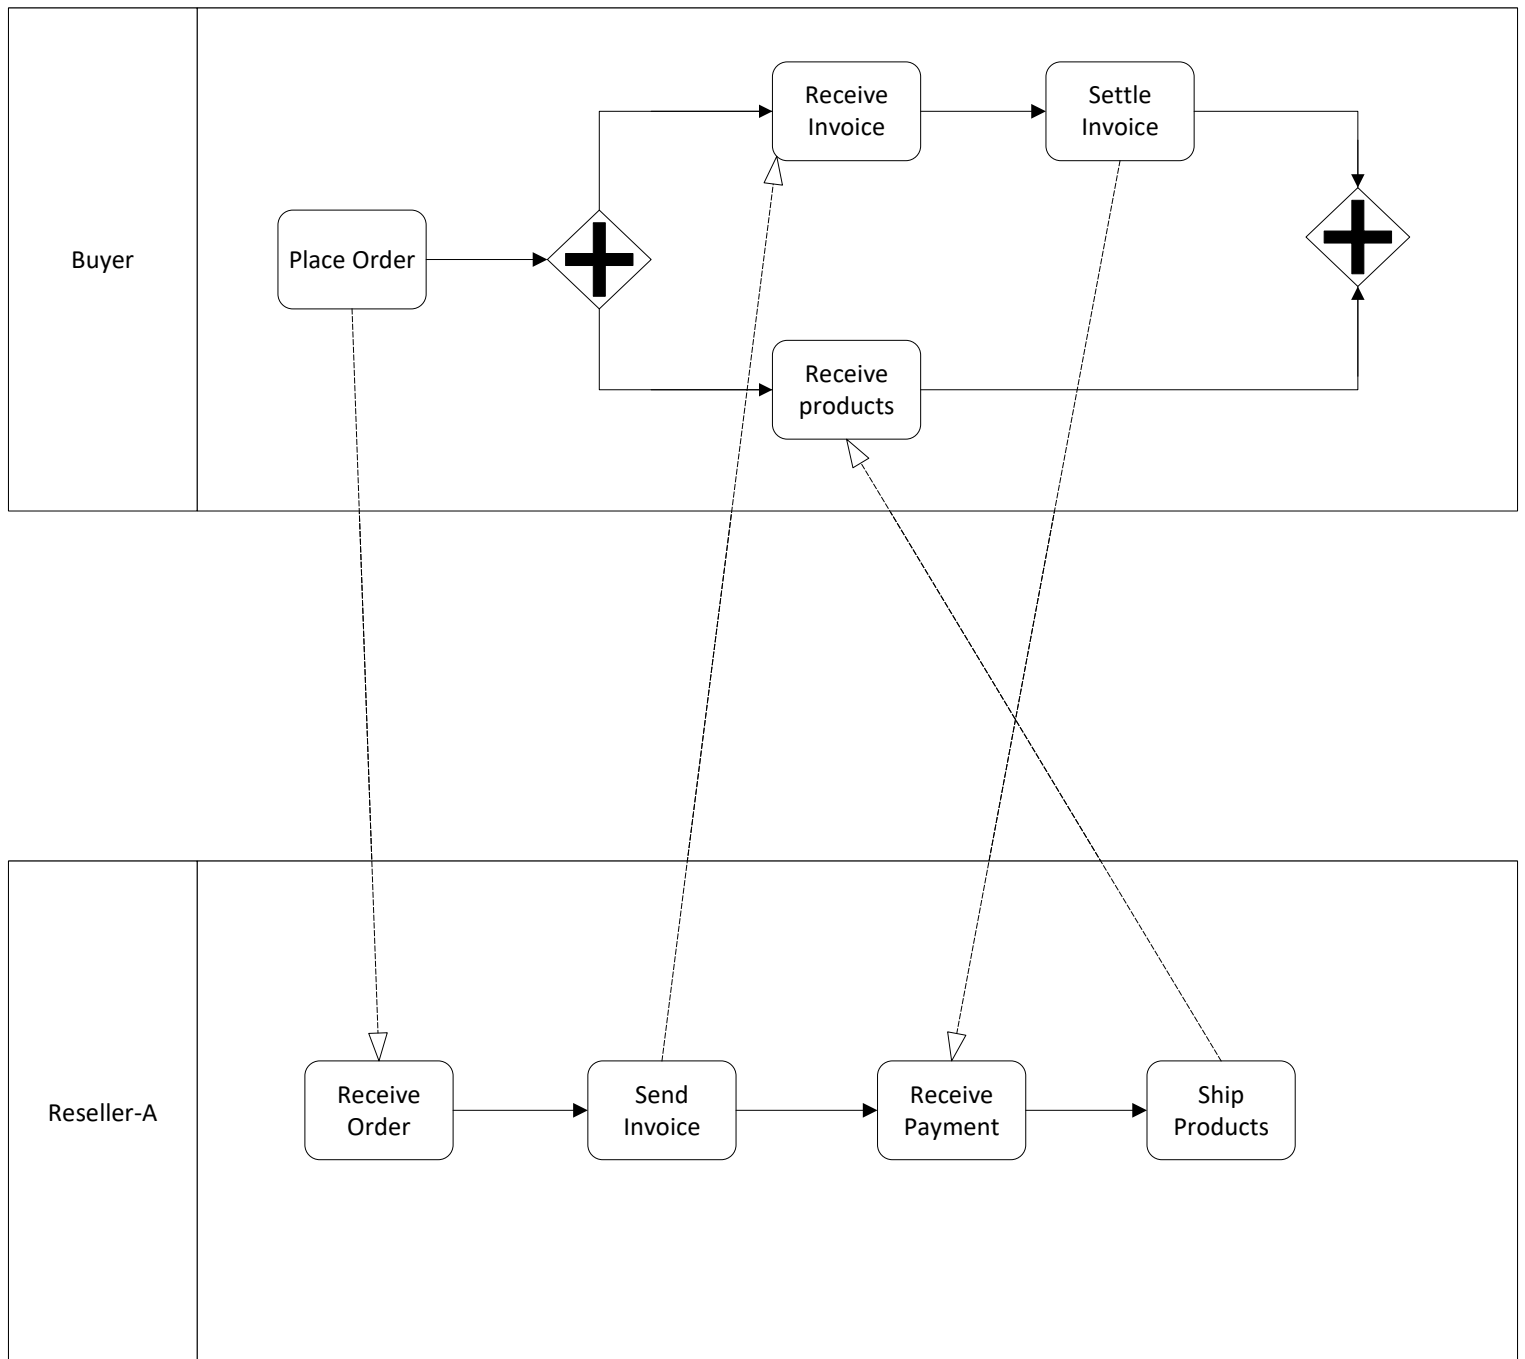 Receive
Invoice
Settle
Invoice
Buyer
Place Order
Receive
products
Reseller-A
Receive
Order
Send
Invoice
Receive
Payment
Ship
Products